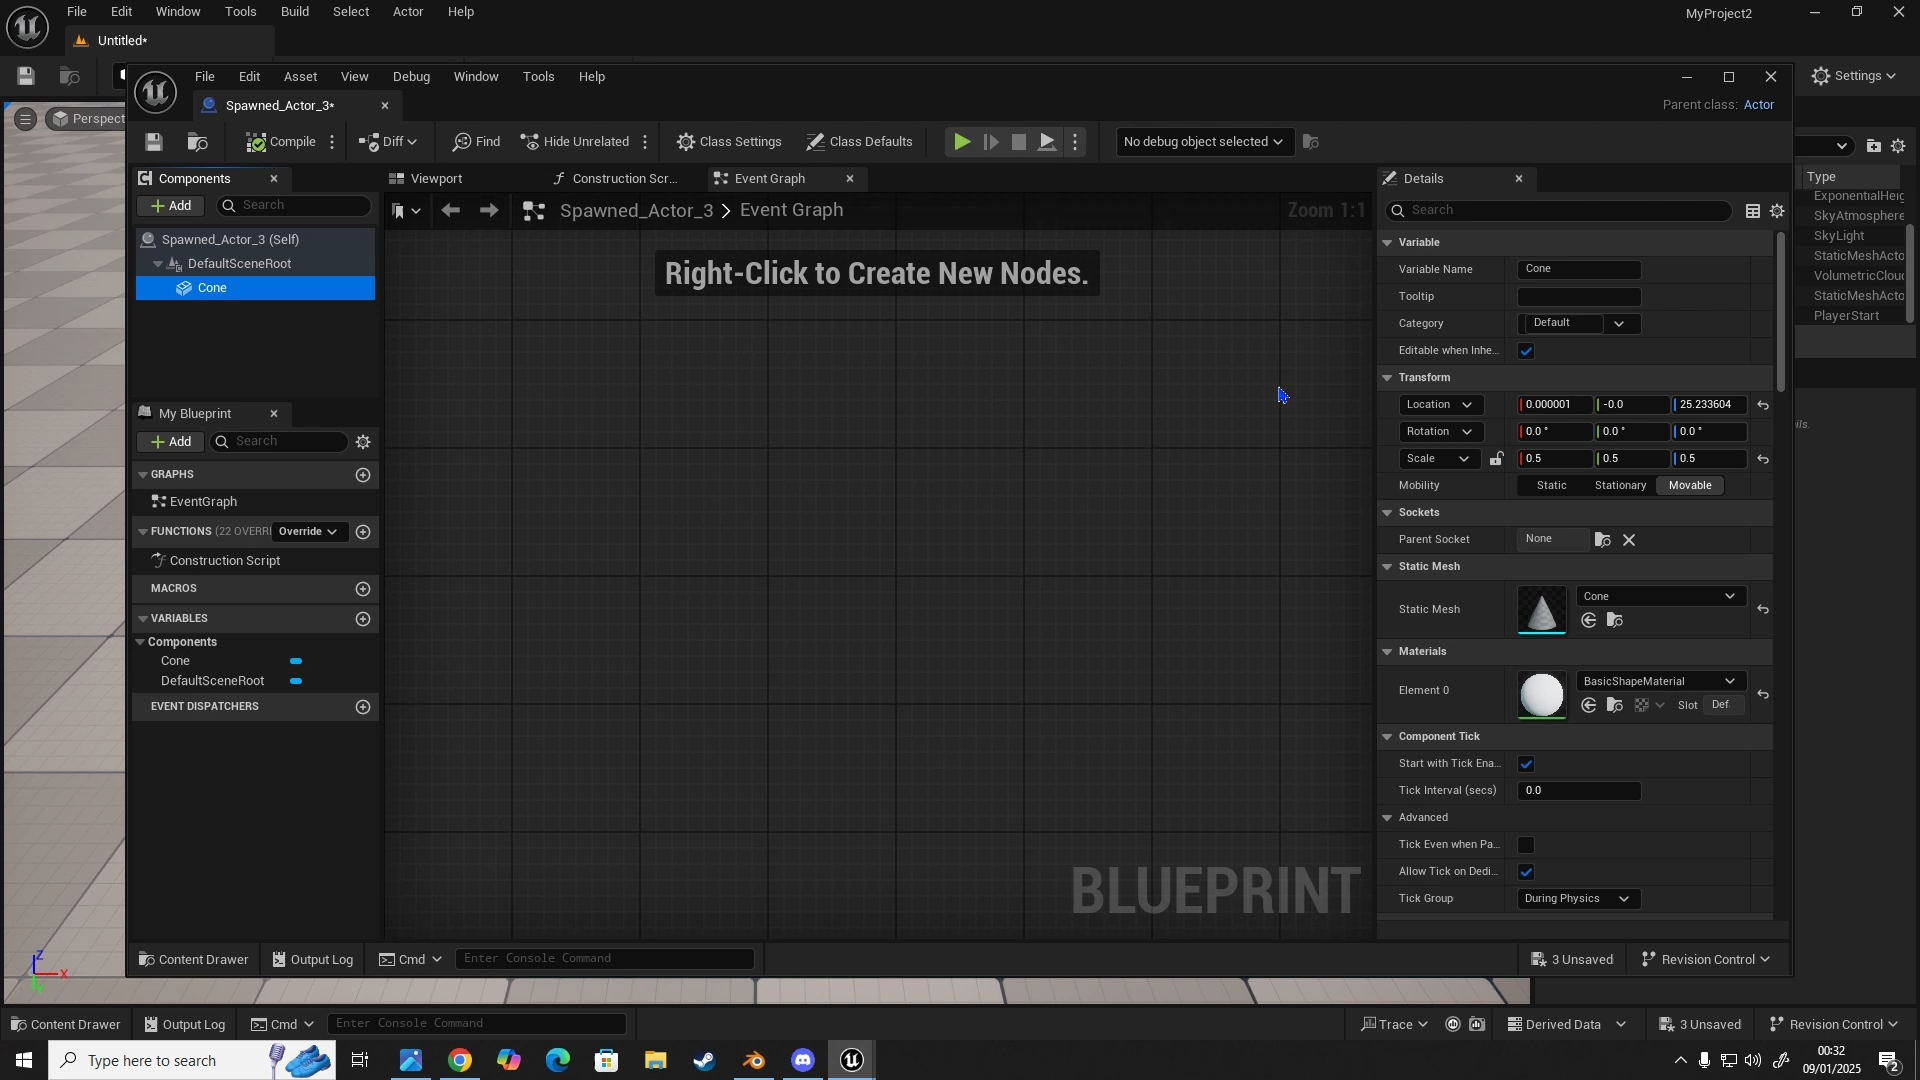 File Edit Window Tools Build Select Actor Help
MyProject2
Untitled*
Settings
File Edit Asset View Debug Window Tools Help
Spawned_Actor_3*
Parent class: Actor
Compile
Diff
Find
Hide Unrelated
Class Settings
Class Defaults
No debug object selected
Perspect
Components
Add
Search
Spawned_Actor_3 (Self)
DefaultSceneRoot
Cone
My Blueprint
Add
Search
GRAPHS
EventGraph
FUNCTIONS (22 OVERRI
Override
Construction Script
MACROS
VARIABLES
Components
Cone
DefaultSceneRoot
EVENT DISPATCHERS
Viewport
Construction Scr...
Event Graph
Spawned_Actor_3 > Event Graph
Zoom 1:1
Right-Click to Create New Nodes.
BLUEPRINT
Details
Search
Variable
Variable Name Cone
Tooltip
Category Default
Editable when Inhe...
Transform
Location 0.000001 -0.0 25.233604
Rotation 0.0 ° 0.0 ° 0.0 °
Scale 0.5 0.5 0.5
Mobility Static Stationary Movable
Sockets
Parent Socket None
Static Mesh
Static Mesh Cone
Materials
Element 0 BasicShapeMaterial
Slot Def
Component Tick
Start with Tick Ena...
Tick Interval (secs) 0.0
Advanced
Tick Even when Pa...
Allow Tick on Dedi...
Tick Group During Physics
Type
ExponentialHeig
SkyAtmosphere
SkyLight
StaticMeshActo
VolumetricClou
StaticMeshActo
PlayerStart
ils.
Content Drawer
Output Log
Cmd
Enter Console Command
3 Unsaved
Revision Control
Z
X
Content Drawer
Output Log
Cmd
Enter Console Command
Trace
Derived Data
3 Unsaved
Revision Control
Type here to search
00:32
09/01/2025
2